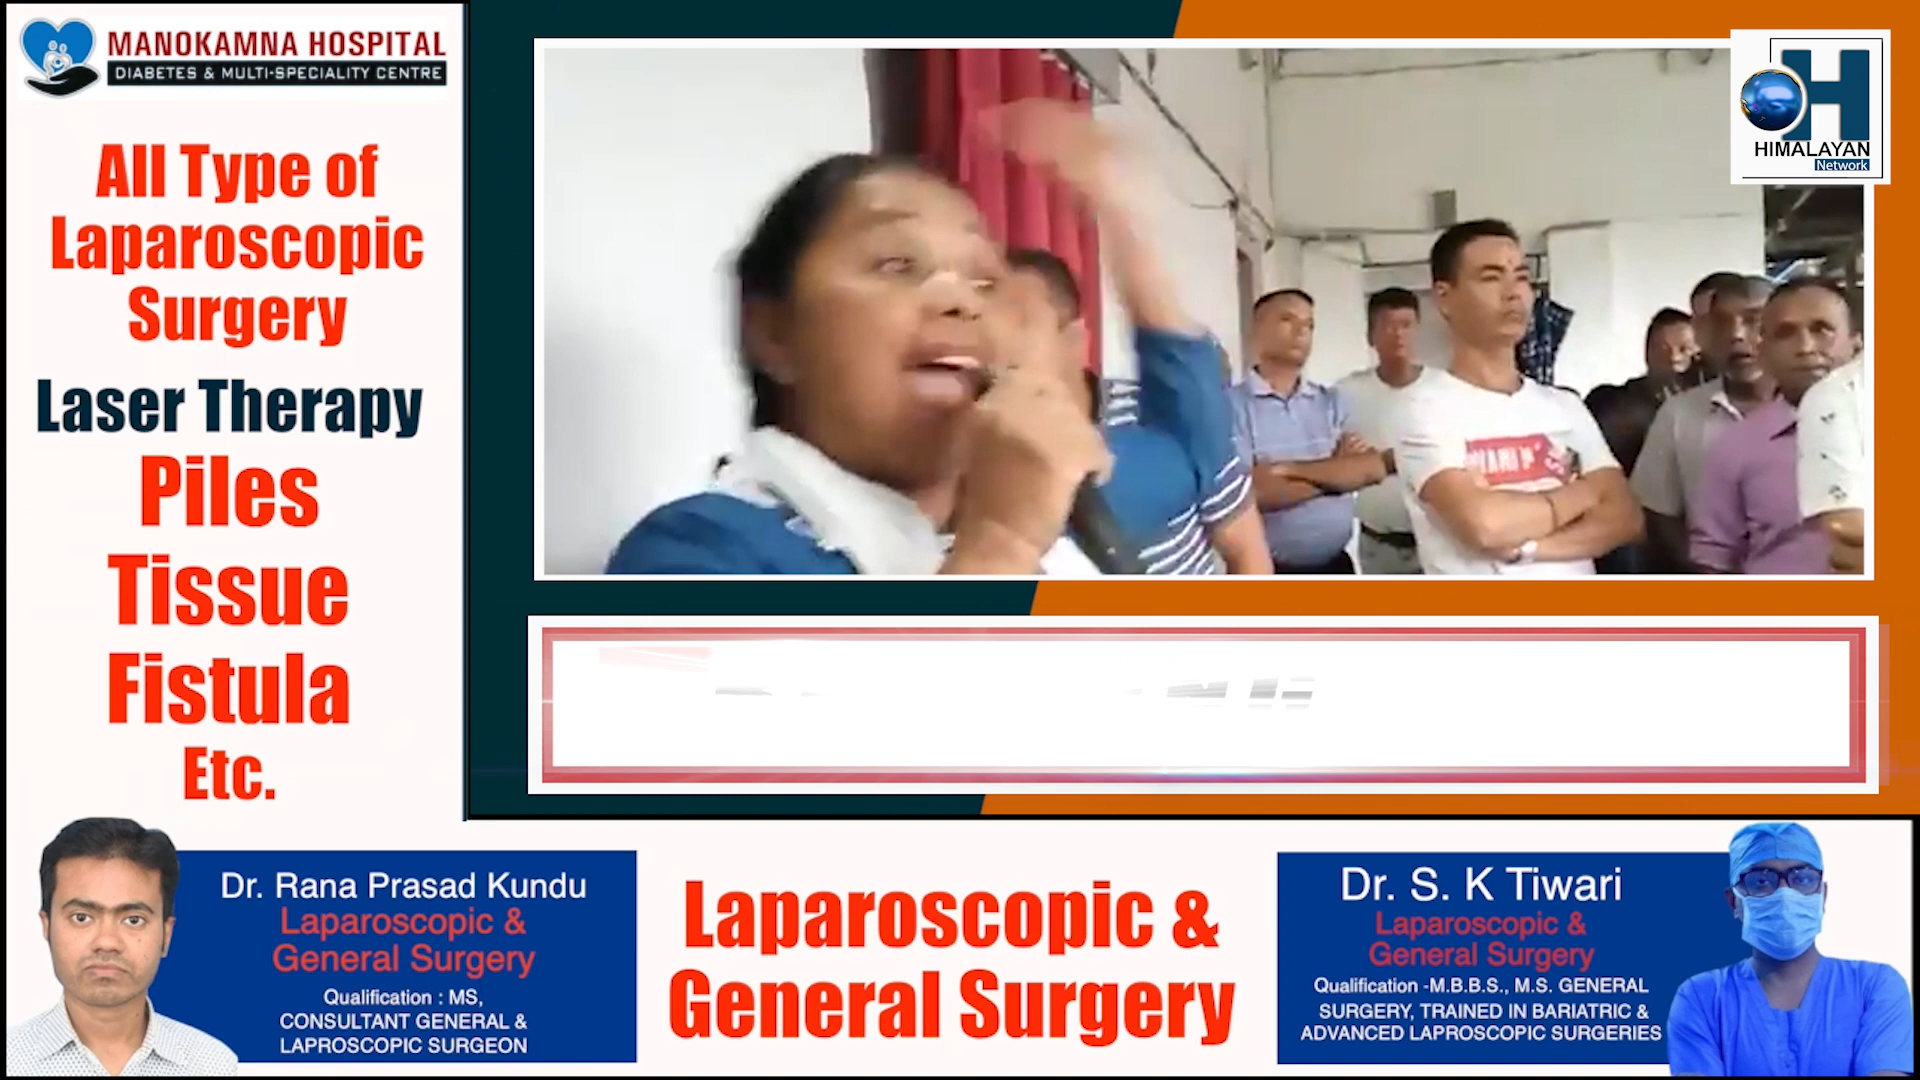 MANOKAMNA HOSPITAL
DIABETES & MULTI-SPECIALITY CENTRE
All Type of
Laparoscopic
Surgery
Laser Therapy
Piles
Tissue
Fistula
Etc.
HIMALAYAN
Network
Dr. Rana Prasad Kundu
Laparoscopic &
General Surgery
Qualification : MS,
CONSULTANT GENERAL &
LAPROSCOPIC SURGEON
Laparoscopic &
General Surgery
Dr. S. K Tiwari
Laparoscopic &
General Surgery
Qualification -M.B.B.S., M.S. GENERAL
SURGERY, TRAINED IN BARIATRIC &
ADVANCED LAPROSCOPIC SURGERIES